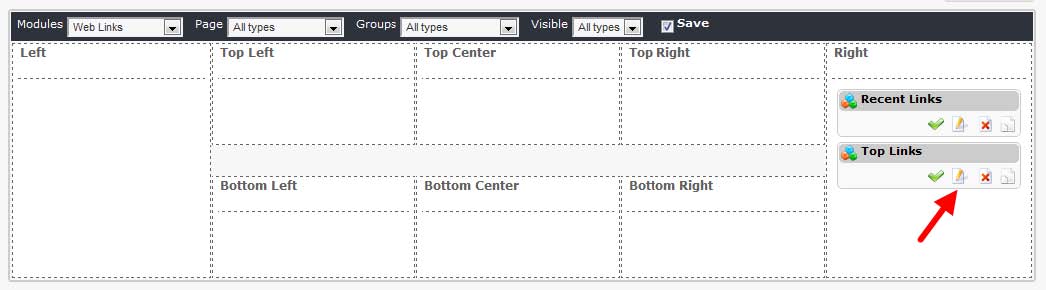 Modules Web Links Page All types Groups All types Visible All types Save
Left Top Left Top Center Top Right Right
Recent Links
Top Links
Bottom Left Bottom Center Bottom Right